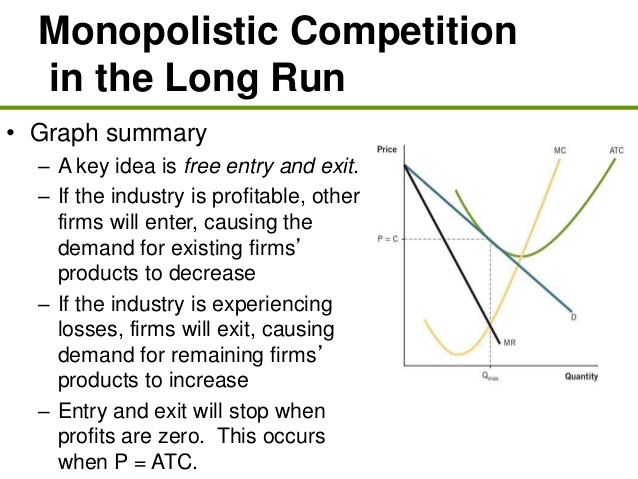 Monopolistic Competition
in the Long Run
• Graph summary
– A key idea is free entry and exit.
– If the industry is profitable, other
firms will enter, causing the
demand for existing firms’
products to decrease
– If the industry is experiencing
losses, firms will exit, causing
demand for remaining firms’
products to increase
– Entry and exit will stop when
profits are zero.  This occurs
when P = ATC.
Price
MC
ATC
P = C
D
MR
Qmax
Quantity